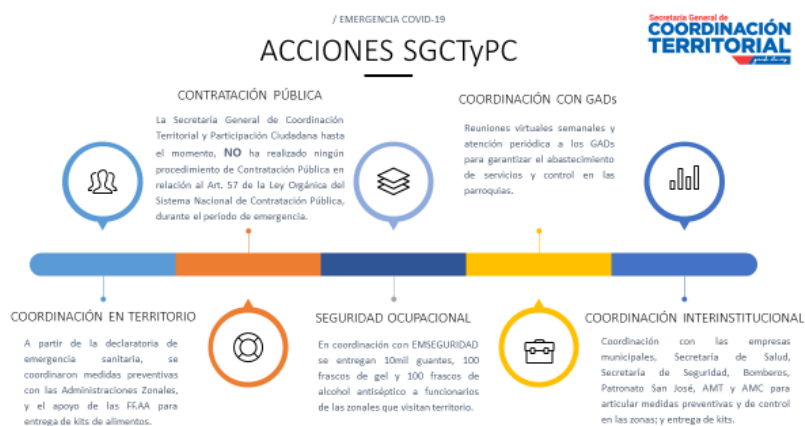 / EMERGENCIA COVID-19
ACCIONES SGCTyPC
Secretaría General de
COORDINACIÓN
TERRITORIAL
CONTRATACIÓN PÚBLICA
La Secretaría General de Coordinación
Territorial y Participación Ciudadana hasta
el momento, NO ha realizado ningún
procedimiento de Contratación Pública en
relación al Art. 57 de la Ley Orgánica del
Sistema Nacional de Contratación Pública,
durante el período de emergencia.
COORDINACIÓN CON GADs
Reuniones virtuales semanales y
atención periódica a los GADs
para garantizar el abastecimiento
de servicios y control en las
parroquias.
COORDINACIÓN EN TERRITORIO
A partir de la declaratoria de
emergencia sanitaria, se
coordinaron medidas preventivas
con las Administraciones Zonales,
y el apoyo de las FF.AA para
entrega de kits de alimentos.
SEGURIDAD OCUPACIONAL
En coordinación con EMSEGURIDAD
se entregan 10mil guantes, 100
frascos de gel y 100 frascos de
alcohol antiséptico a funcionarios
de las zonales que visitan territorio.
COORDINACIÓN INTERINSTITUCIONAL
Coordinación con las empresas
municipales, Secretaría de Salud,
Secretaría de Seguridad, Bomberos,
Patronato San José, AMT y AMC para
articular medidas preventivas y de control
en las zonas; y entrega de kits.